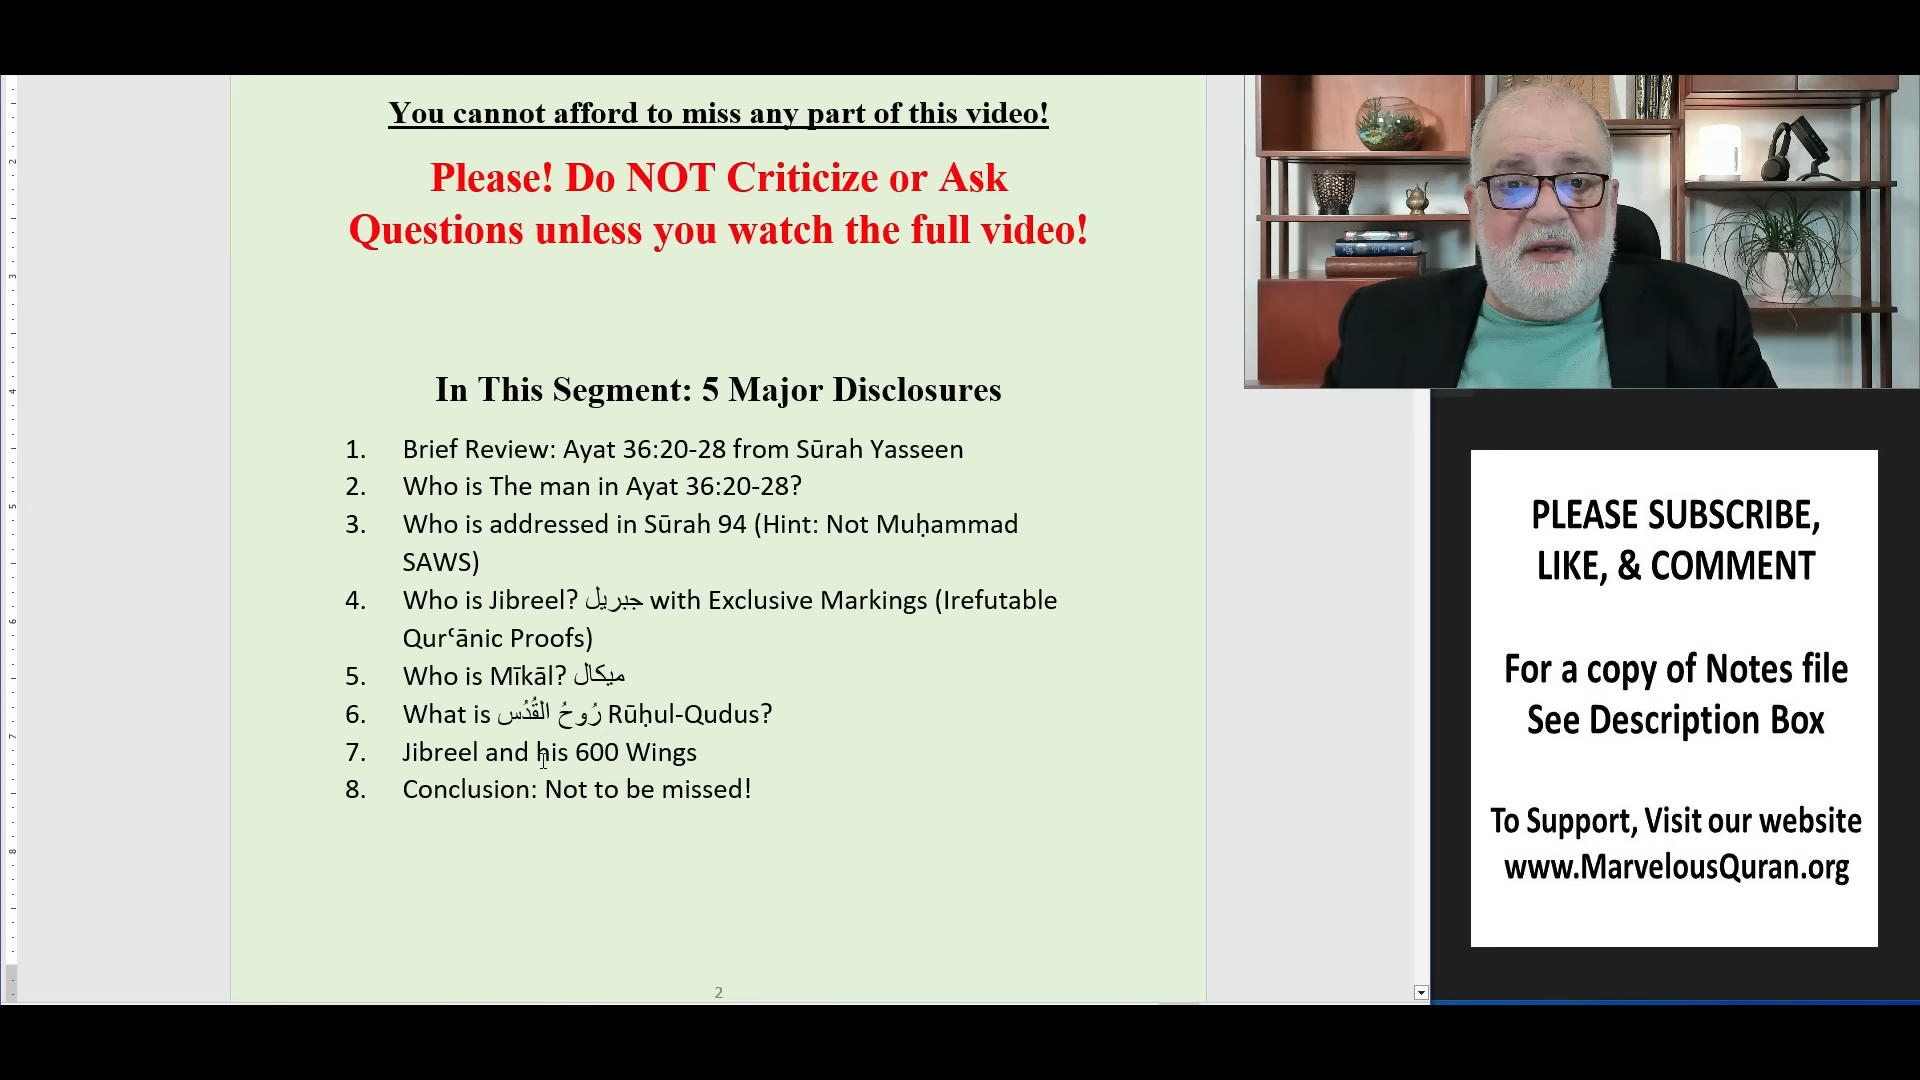 You cannot afford to miss any part of this video!
Please! Do NOT Criticize or Ask
Questions unless you watch the full video!
In This Segment: 5 Major Disclosures
1. Brief Review: Ayat 36:20-28 from Sūrah Yasseen
2. Who is The man in Ayat 36:20-28?
3. Who is addressed in Sūrah 94 (Hint: Not Muḥammad
SAWS)
4. Who is Jibreel? جبريل with Exclusive Markings (Irefutable
Qurʿānic Proofs)
5. Who is Mīkāl? ميكال
6. What is رُوحُ القُدُس Rūḥul-Qudus?
7. Jibreel and his 600 Wings
8. Conclusion: Not to be missed!
2
PLEASE SUBSCRIBE,
LIKE, & COMMENT
For a copy of Notes file
See Description Box
To Support, Visit our website
www.MarvelousQuran.org